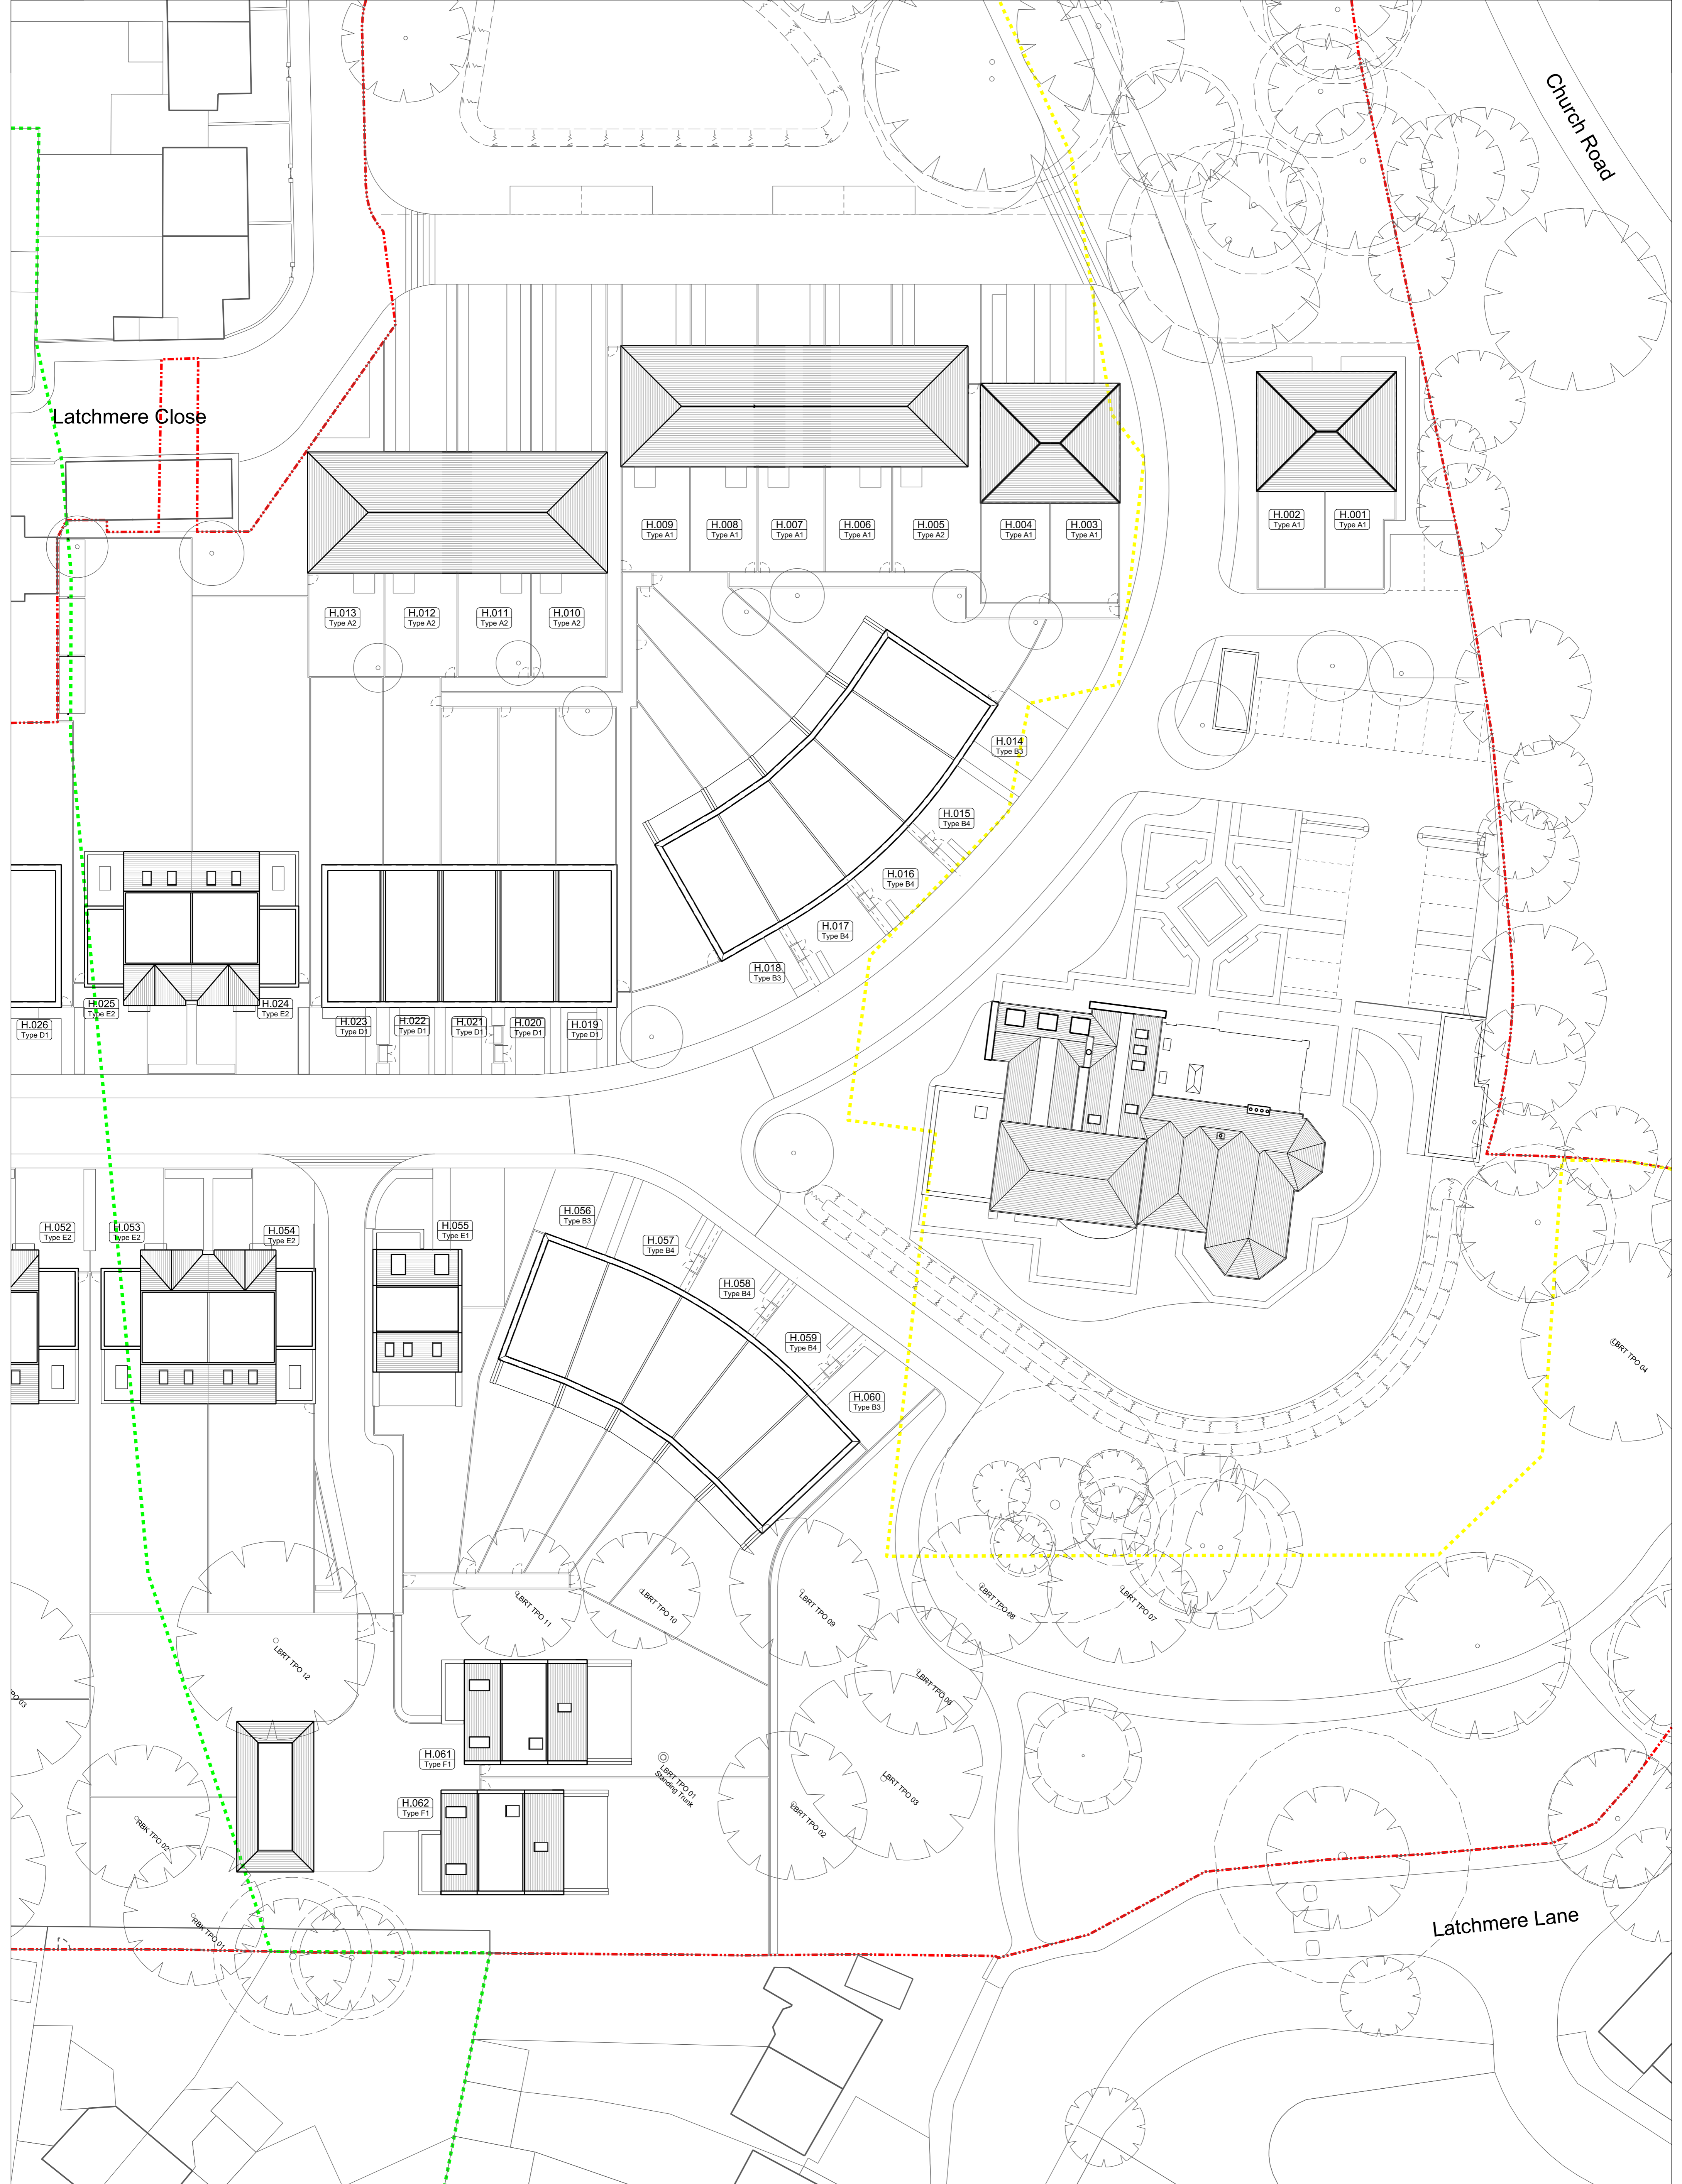 Church Road
Latchmere Close
H.009
Type A1
H.008
Type A1
H.007
Type A1
H.006
Type A1
H.005
Type A2
H.004
Type A1
H.003
Type A1
H.002
Type A1
H.001
Type A1
H.013
Type A2
H.012
Type A2
H.011
Type A2
H.010
Type A2
H.014
Type B3
H.015
Type B4
H.016
Type B4
H.017
Type B4
H.018
Type B3
H.026
Type D1
H.025
Type E2
H.024
Type E2
H.023
Type D1
H.022
Type D1
H.021
Type D1
H.020
Type D1
H.019
Type D1
H.052
Type E2
H.053
Type E2
H.054
Type E2
H.055
Type E1
H.056
Type B3
H.057
Type B4
H.058
Type B4
H.059
Type B4
H.060
Type B3
LBRT TPO 04
LBRT TPO 11
LBRT TPO 10
LBRT TPO 09
LBRT TPO 08
LBRT TPO 07
LBRT TPO 12
PO 03
LBRT TPO 06
H.061
Type F1
LBRT TPO 01
Standing Trunk
LBRT TPO 03
H.062
Type F1
LBRT TPO 02
RBK TPO 02
RBK TPO 01
Latchmere Lane